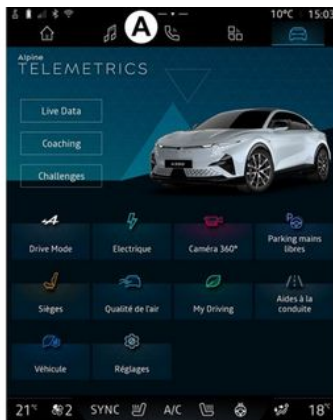 10°C 15:03
A
Alpine
TELEMETRICS
Live Data
Coaching
Challenges
Drive Mode
Electrique
Caméra 360°
Parking mains
libres
Sièges
Qualité de l'air
My Driving
Aides à la
conduite
Véhicule
Réglages
21°C 2 SYNC A/C 18°C